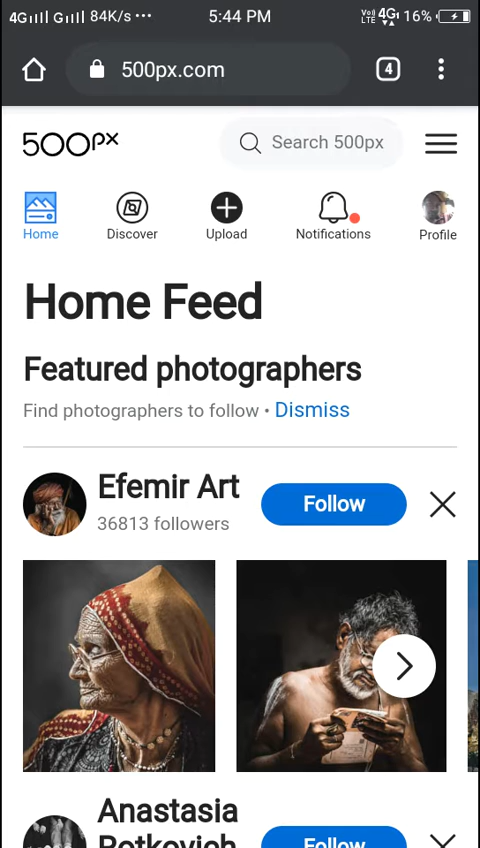 4G G 84K/s ••• 5:44 PM Vo) LTE 4G 16%
500px.com 4
500px Search 500px
Home Discover Upload Notifications Profile
Home Feed
Featured photographers
Find photographers to follow • Dismiss
Efemir Art
36813 followers
Follow
Anastasia
Potkovich
Follow